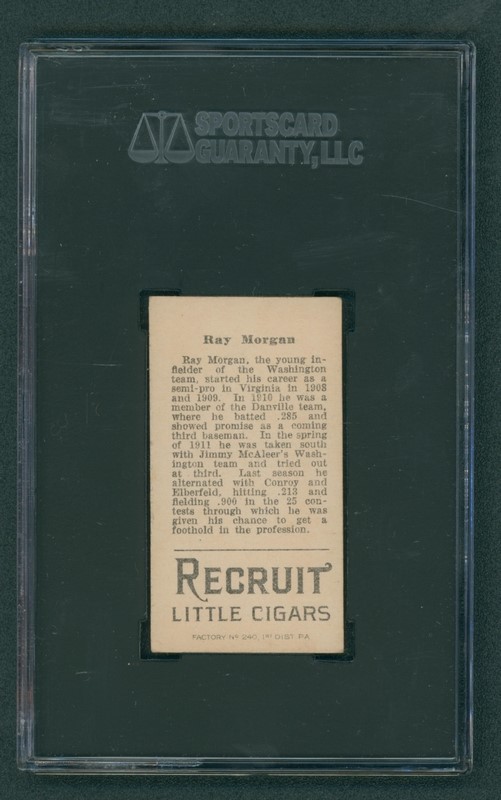 SPORTSCARD
GUARANTY, LLC
Ray Morgan
Ray Morgan, the young in-
fielder of the Washington
team, started his career as a
semi-pro in Virginia in 1908
and 1909. In 1910 he was a
member of the Danville team,
where he batted .285 and
showed promise as a coming
third baseman. In the spring
of 1911 he was taken south
with Jimmy McAleer's Wash-
ington team and tried out
at third. Last season he
alternated with Conroy and
Elberfeld, hitting .213 and
fielding .900 in the 25 con-
tests through which he was
given his chance to get a
foothold in the profession.
RECRUIT
LITTLE CIGARS
FACTORY Nº 240, 1ST DIST. PA